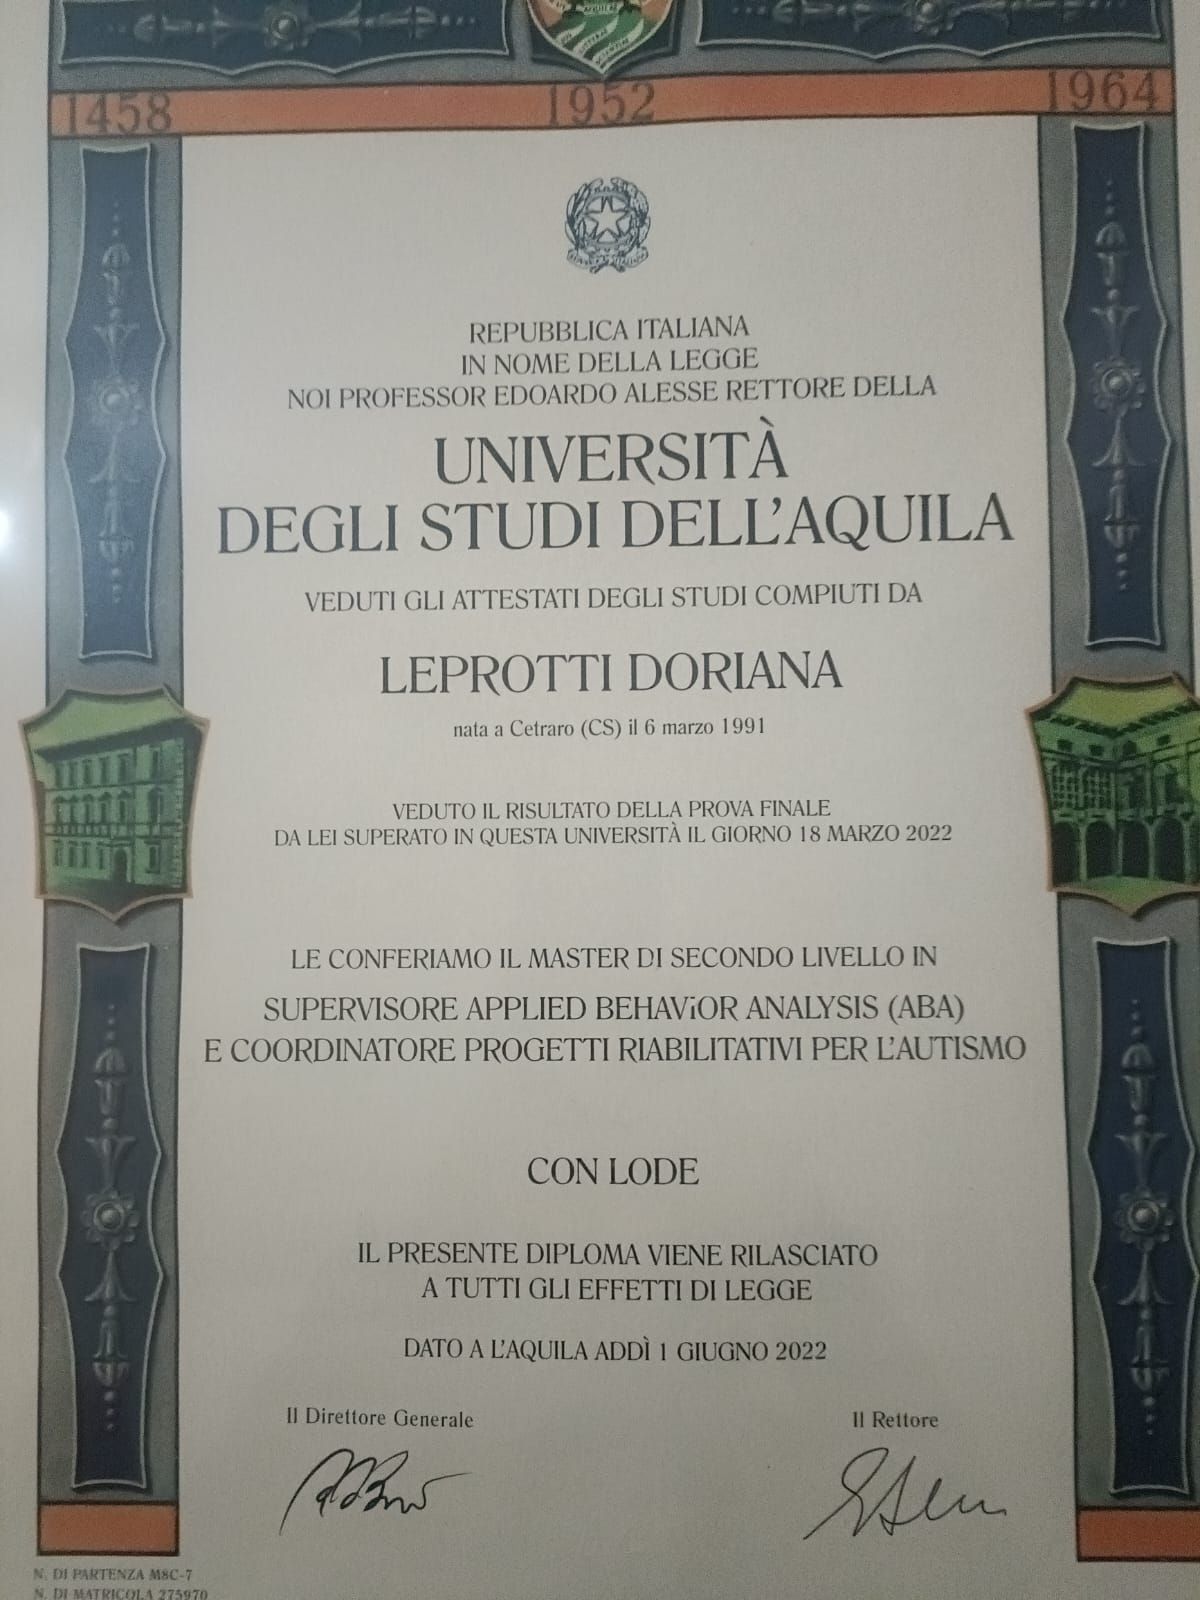 1458 1952 1964
REPUBBLICA ITALIANA
IN NOME DELLA LEGGE
NOI PROFESSOR EDOARDO ALESSE RETTORE DELLA
UNIVERSITÀ
DEGLI STUDI DELL'AQUILA
VEDUTI GLI ATTESTATI DEGLI STUDI COMPIUTI DA
LEPROTTI DORIANA
nata a Cetraro (CS) il 6 marzo 1991
VEDUTO IL RISULTATO DELLA PROVA FINALE
DA LEI SUPERATO IN QUESTA UNIVERSITÀ IL GIORNO 18 MARZO 2022
LE CONFERIAMO IL MASTER DI SECONDO LIVELLO IN
SUPERVISORE APPLIED BEHAViOR ANALYSIS (ABA)
E COORDINATORE PROGETTI RIABILITATIVI PER L'AUTISMO
CON LODE
IL PRESENTE DIPLOMA VIENE RILASCIATO
A TUTTI GLI EFFETTI DI LEGGE
DATO A L'AQUILA ADDÌ 1 GIUGNO 2022
Il Direttore Generale
Il Rettore
N. DI PARTENZA M8C-7
N. DI MATRICOLA 275970